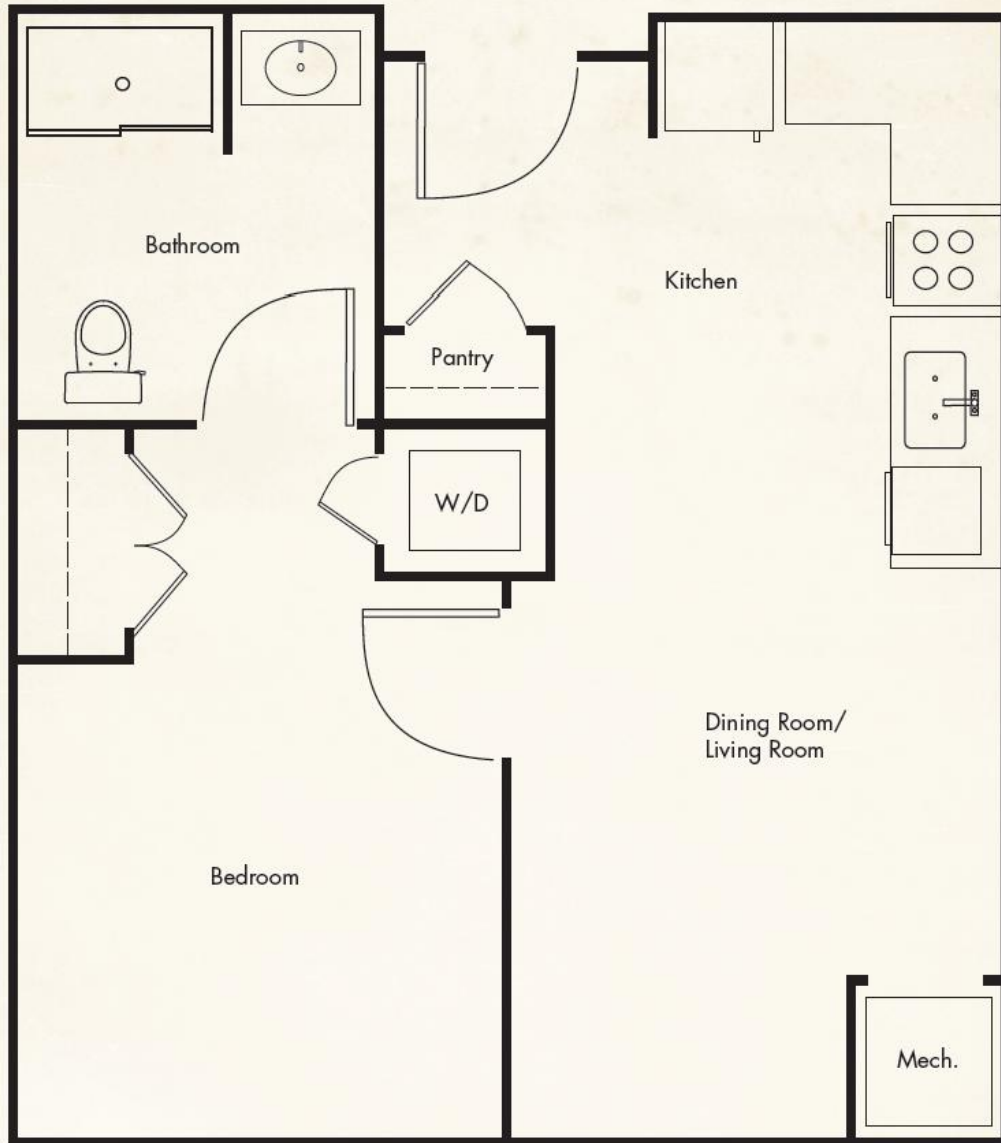 Bathroom
Kitchen
Pantry
W/D
Dining Room/
Living Room
Bedroom
Mech.